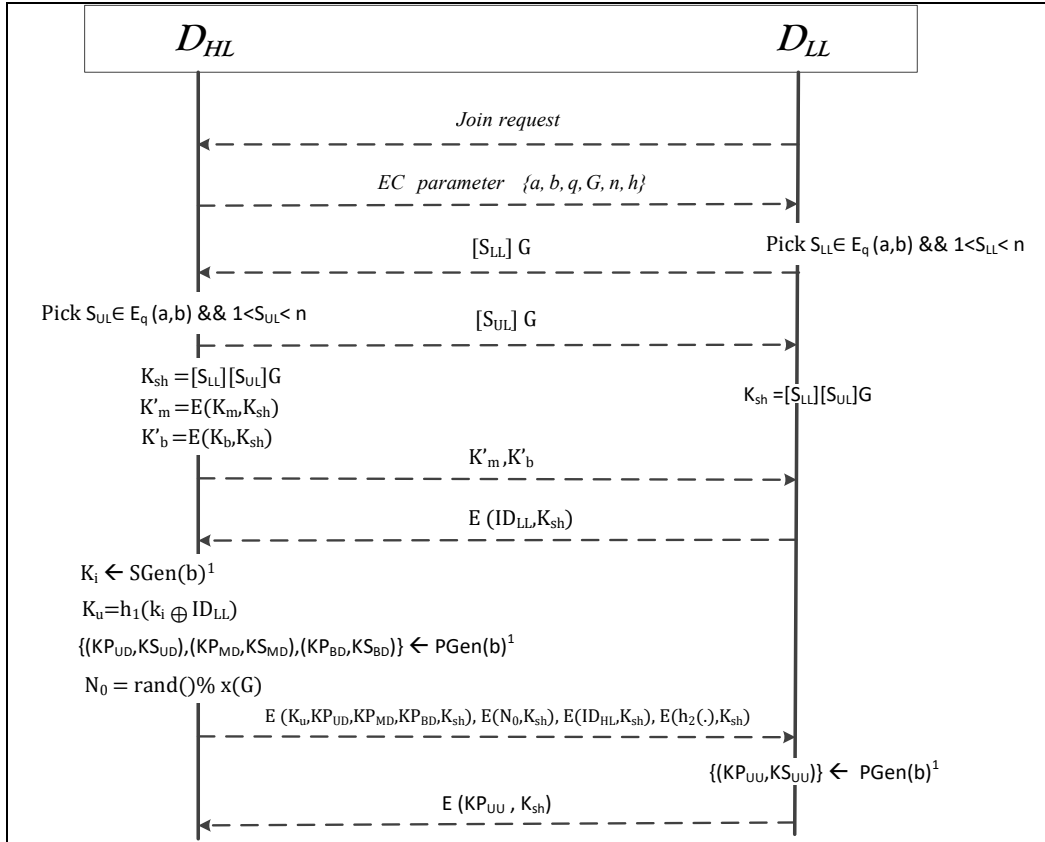 D_HL D_LL
Join request
EC parameter {a, b, q, G, n, h}
Pick S_LL ∈ E_q (a,b) && 1<S_LL< n
[S_LL] G
Pick S_UL∈ E_q (a,b) && 1<S_UL< n
[S_UL] G
K_sh =[S_LL][S_UL]G
K_sh =[S_LL][S_UL]G
K'_m =E(K_m,K_sh)
K'_b =E(K_b,K_sh)
K'_m ,K'_b
E (ID_LL,K_sh)
K_i ← SGen(b)^1
K_u=h_1(k_i ⊕ ID_LL)
{(KP_UD,KS_UD),(KP_MD,KS_MD),(KP_BD,KS_BD)} ← PGen(b)^1
N_0 = rand()% x(G)
E (K_u,KP_UD,KP_MD,KP_BD,K_sh), E(N_0,K_sh), E(ID_HL,K_sh), E(h_2(.),K_sh)
{(KP_UU,KS_UU)} ← PGen(b)^1
E (KP_UU , K_sh)